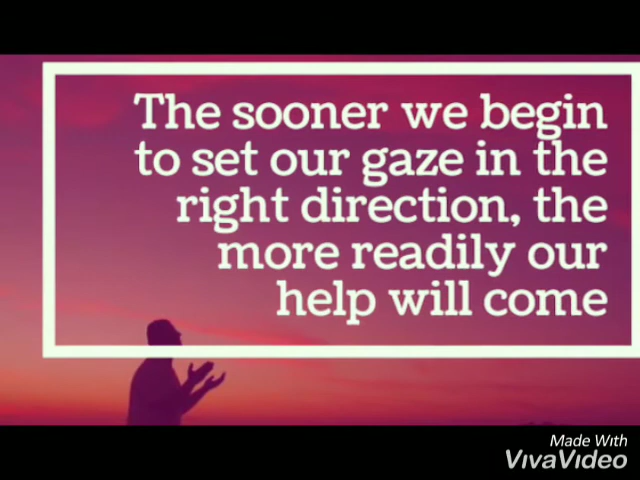 The sooner we begin
to set our gaze in the
right direction, the
more readily our
help will come
Made With
VivaVideo